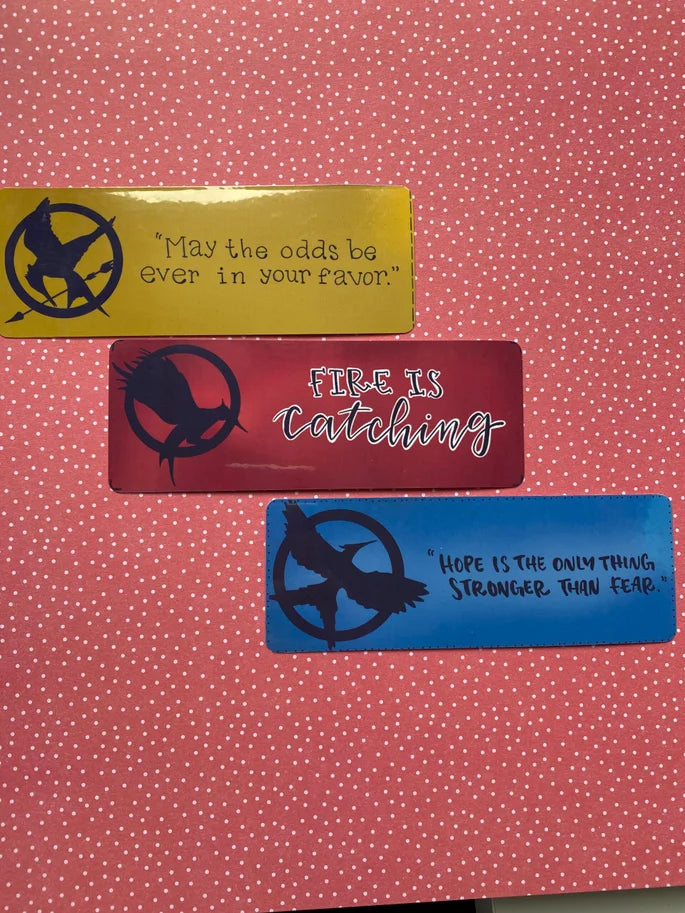 "May the odds be
ever in your favor."
FIRE IS
catching
"HOPE IS THE ONLY THING
STRONGER THAN FEAR."